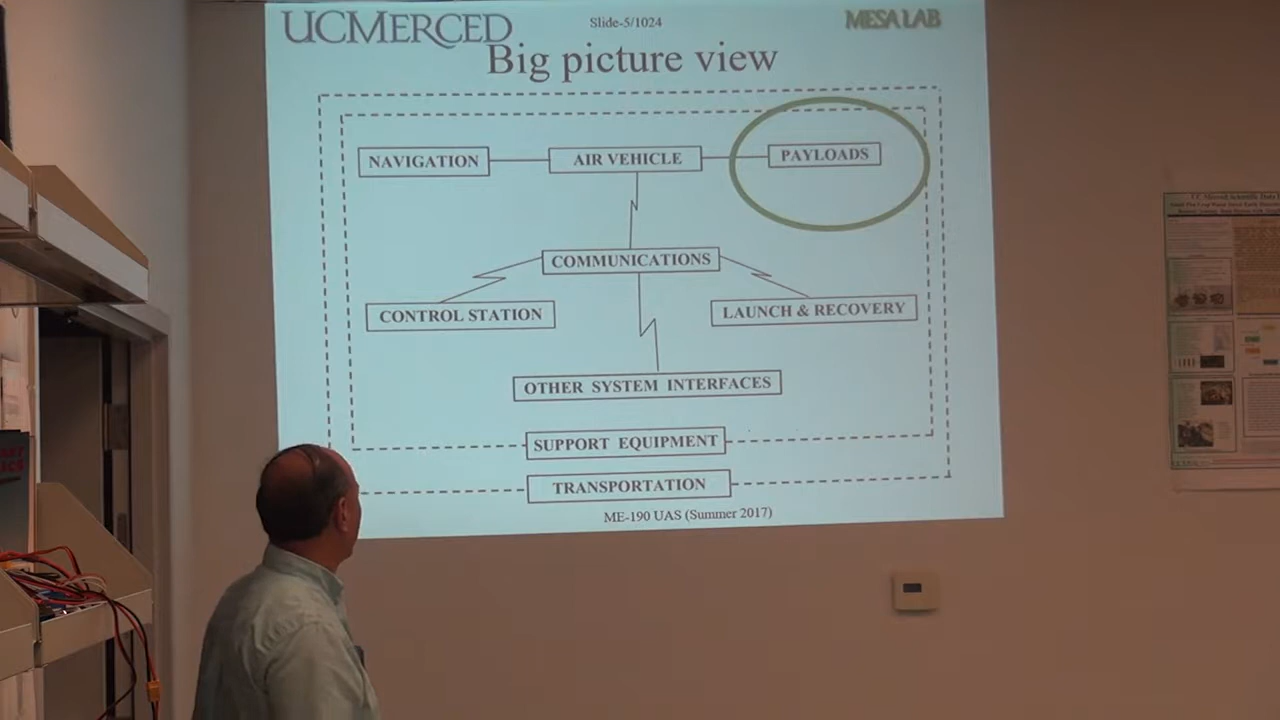 UCMERCED
Slide-5/1024
MESA LAB
Big picture view
NAVIGATION
AIR VEHICLE
PAYLOADS
COMMUNICATIONS
CONTROL STATION
LAUNCH & RECOVERY
OTHER SYSTEM INTERFACES
SUPPORT EQUIPMENT
TRANSPORTATION
ME-190 UAS (Summer 2017)